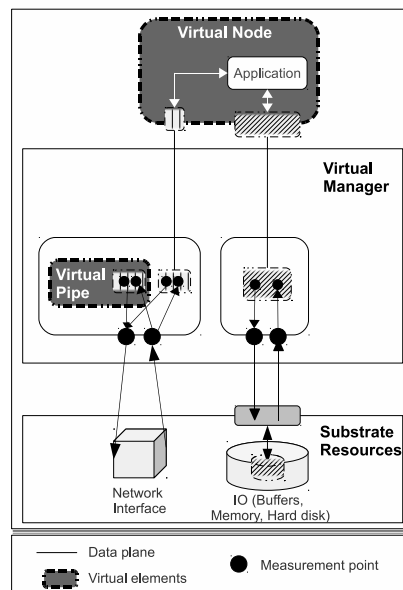 Virtual Node
Application
Virtual
Manager
Virtual
Pipe
Substrate
Resources
Network
Interface
IO (Buffers,
Memory, Hard disk)
Data plane
Measurement point
Virtual elements